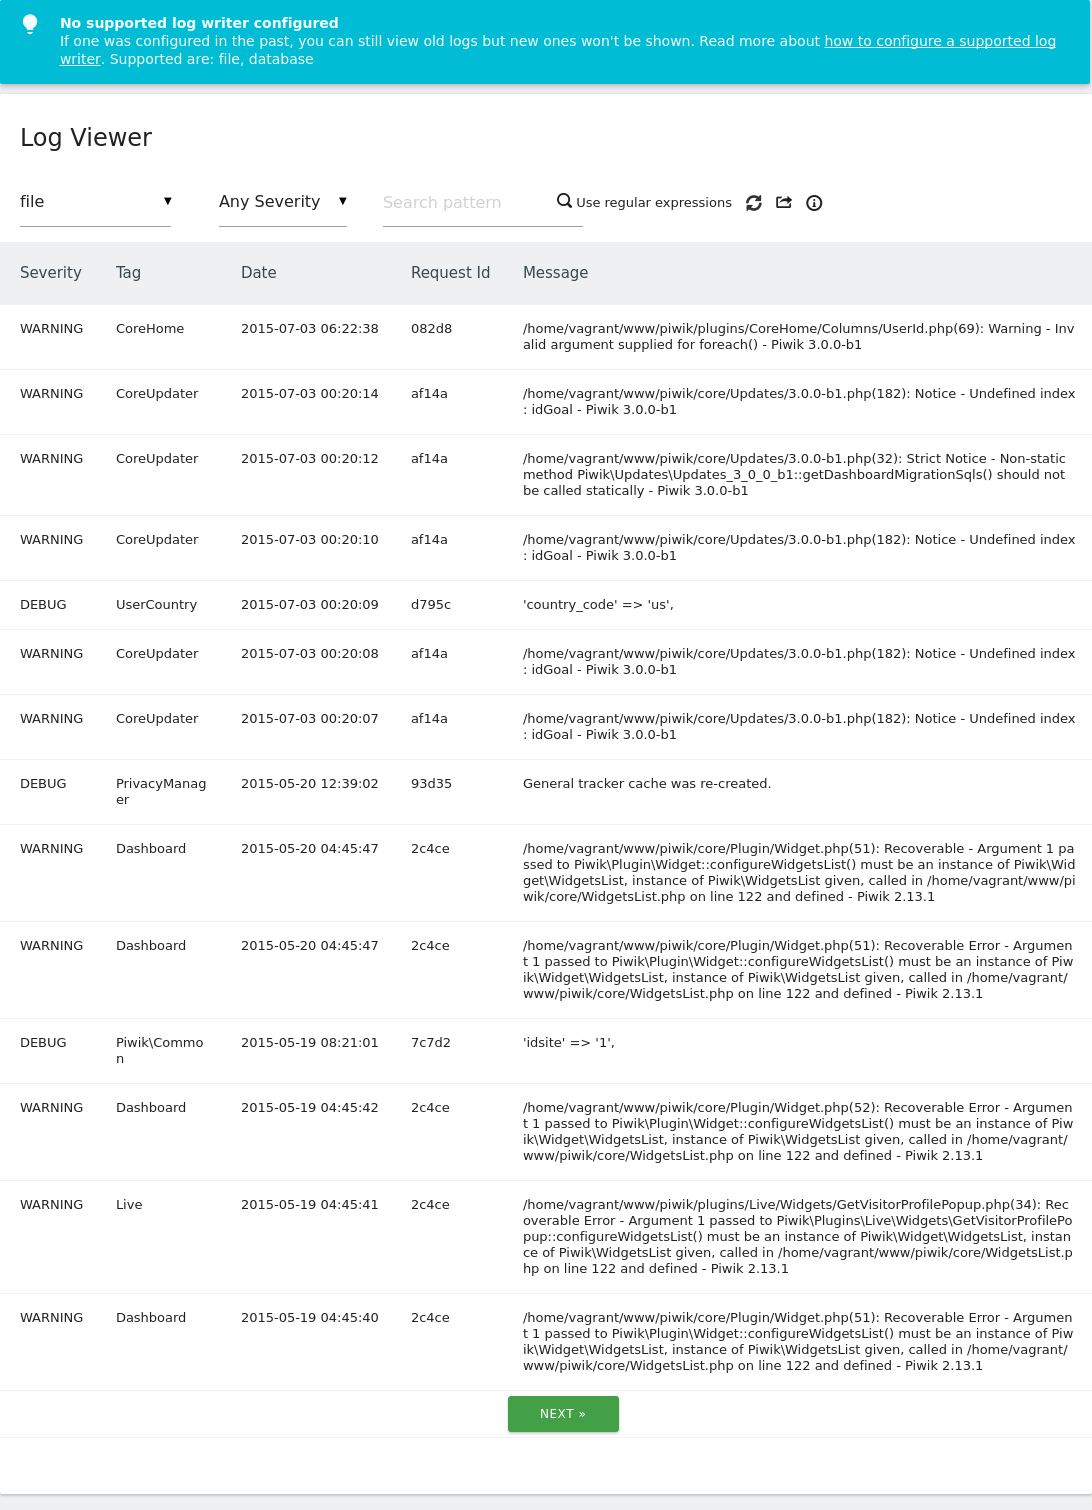 No supported log writer configured
If one was configured in the past, you can still view old logs but new ones won't be shown. Read more about how to configure a supported log
writer. Supported are: file, database
Log Viewer
file ▼ Any Severity ▼ Search pattern Use regular expressions
Severity Tag Date Request Id Message
WARNING CoreHome 2015-07-03 06:22:38 082d8 /home/vagrant/www/piwik/plugins/CoreHome/Columns/UserId.php(69): Warning - Inv
alid argument supplied for foreach() - Piwik 3.0.0-b1
WARNING CoreUpdater 2015-07-03 00:20:14 af14a /home/vagrant/www/piwik/core/Updates/3.0.0-b1.php(182): Notice - Undefined index
: idGoal - Piwik 3.0.0-b1
WARNING CoreUpdater 2015-07-03 00:20:12 af14a /home/vagrant/www/piwik/core/Updates/3.0.0-b1.php(32): Strict Notice - Non-static
method Piwik\Updates\Updates_3_0_0_b1::getDashboardMigrationSqls() should not
be called statically - Piwik 3.0.0-b1
WARNING CoreUpdater 2015-07-03 00:20:10 af14a /home/vagrant/www/piwik/core/Updates/3.0.0-b1.php(182): Notice - Undefined index
: idGoal - Piwik 3.0.0-b1
DEBUG UserCountry 2015-07-03 00:20:09 d795c 'country_code' => 'us',
WARNING CoreUpdater 2015-07-03 00:20:08 af14a /home/vagrant/www/piwik/core/Updates/3.0.0-b1.php(182): Notice - Undefined index
: idGoal - Piwik 3.0.0-b1
WARNING CoreUpdater 2015-07-03 00:20:07 af14a /home/vagrant/www/piwik/core/Updates/3.0.0-b1.php(182): Notice - Undefined index
: idGoal - Piwik 3.0.0-b1
DEBUG PrivacyManag 2015-05-20 12:39:02 93d35 General tracker cache was re-created.
er
WARNING Dashboard 2015-05-20 04:45:47 2c4ce /home/vagrant/www/piwik/core/Plugin/Widget.php(51): Recoverable - Argument 1 pa
ssed to Piwik\Plugin\Widget::configureWidgetsList() must be an instance of Piwik\Wid
get\WidgetsList, instance of Piwik\WidgetsList given, called in /home/vagrant/www/pi
wik/core/WidgetsList.php on line 122 and defined - Piwik 2.13.1
WARNING Dashboard 2015-05-20 04:45:47 2c4ce /home/vagrant/www/piwik/core/Plugin/Widget.php(51): Recoverable Error - Argumen
t 1 passed to Piwik\Plugin\Widget::configureWidgetsList() must be an instance of Piw
ik\Widget\WidgetsList, instance of Piwik\WidgetsList given, called in /home/vagrant/
www/piwik/core/WidgetsList.php on line 122 and defined - Piwik 2.13.1
DEBUG Piwik\Commo 2015-05-19 08:21:01 7c7d2 'idsite' => '1',
n
WARNING Dashboard 2015-05-19 04:45:42 2c4ce /home/vagrant/www/piwik/core/Plugin/Widget.php(52): Recoverable Error - Argumen
t 1 passed to Piwik\Plugin\Widget::configureWidgetsList() must be an instance of Piw
ik\Widget\WidgetsList, instance of Piwik\WidgetsList given, called in /home/vagrant/
www/piwik/core/WidgetsList.php on line 122 and defined - Piwik 2.13.1
WARNING Live 2015-05-19 04:45:41 2c4ce /home/vagrant/www/piwik/plugins/Live/Widgets/GetVisitorProfilePopup.php(34): Rec
overable Error - Argument 1 passed to Piwik\Plugins\Live\Widgets\GetVisitorProfilePo
pup::configureWidgetsList() must be an instance of Piwik\Widget\WidgetsList, instan
ce of Piwik\WidgetsList given, called in /home/vagrant/www/piwik/core/WidgetsList.p
hp on line 122 and defined - Piwik 2.13.1
WARNING Dashboard 2015-05-19 04:45:40 2c4ce /home/vagrant/www/piwik/core/Plugin/Widget.php(51): Recoverable Error - Argumen
t 1 passed to Piwik\Plugin\Widget::configureWidgetsList() must be an instance of Piw
ik\Widget\WidgetsList, instance of Piwik\WidgetsList given, called in /home/vagrant/
www/piwik/core/WidgetsList.php on line 122 and defined - Piwik 2.13.1
NEXT »